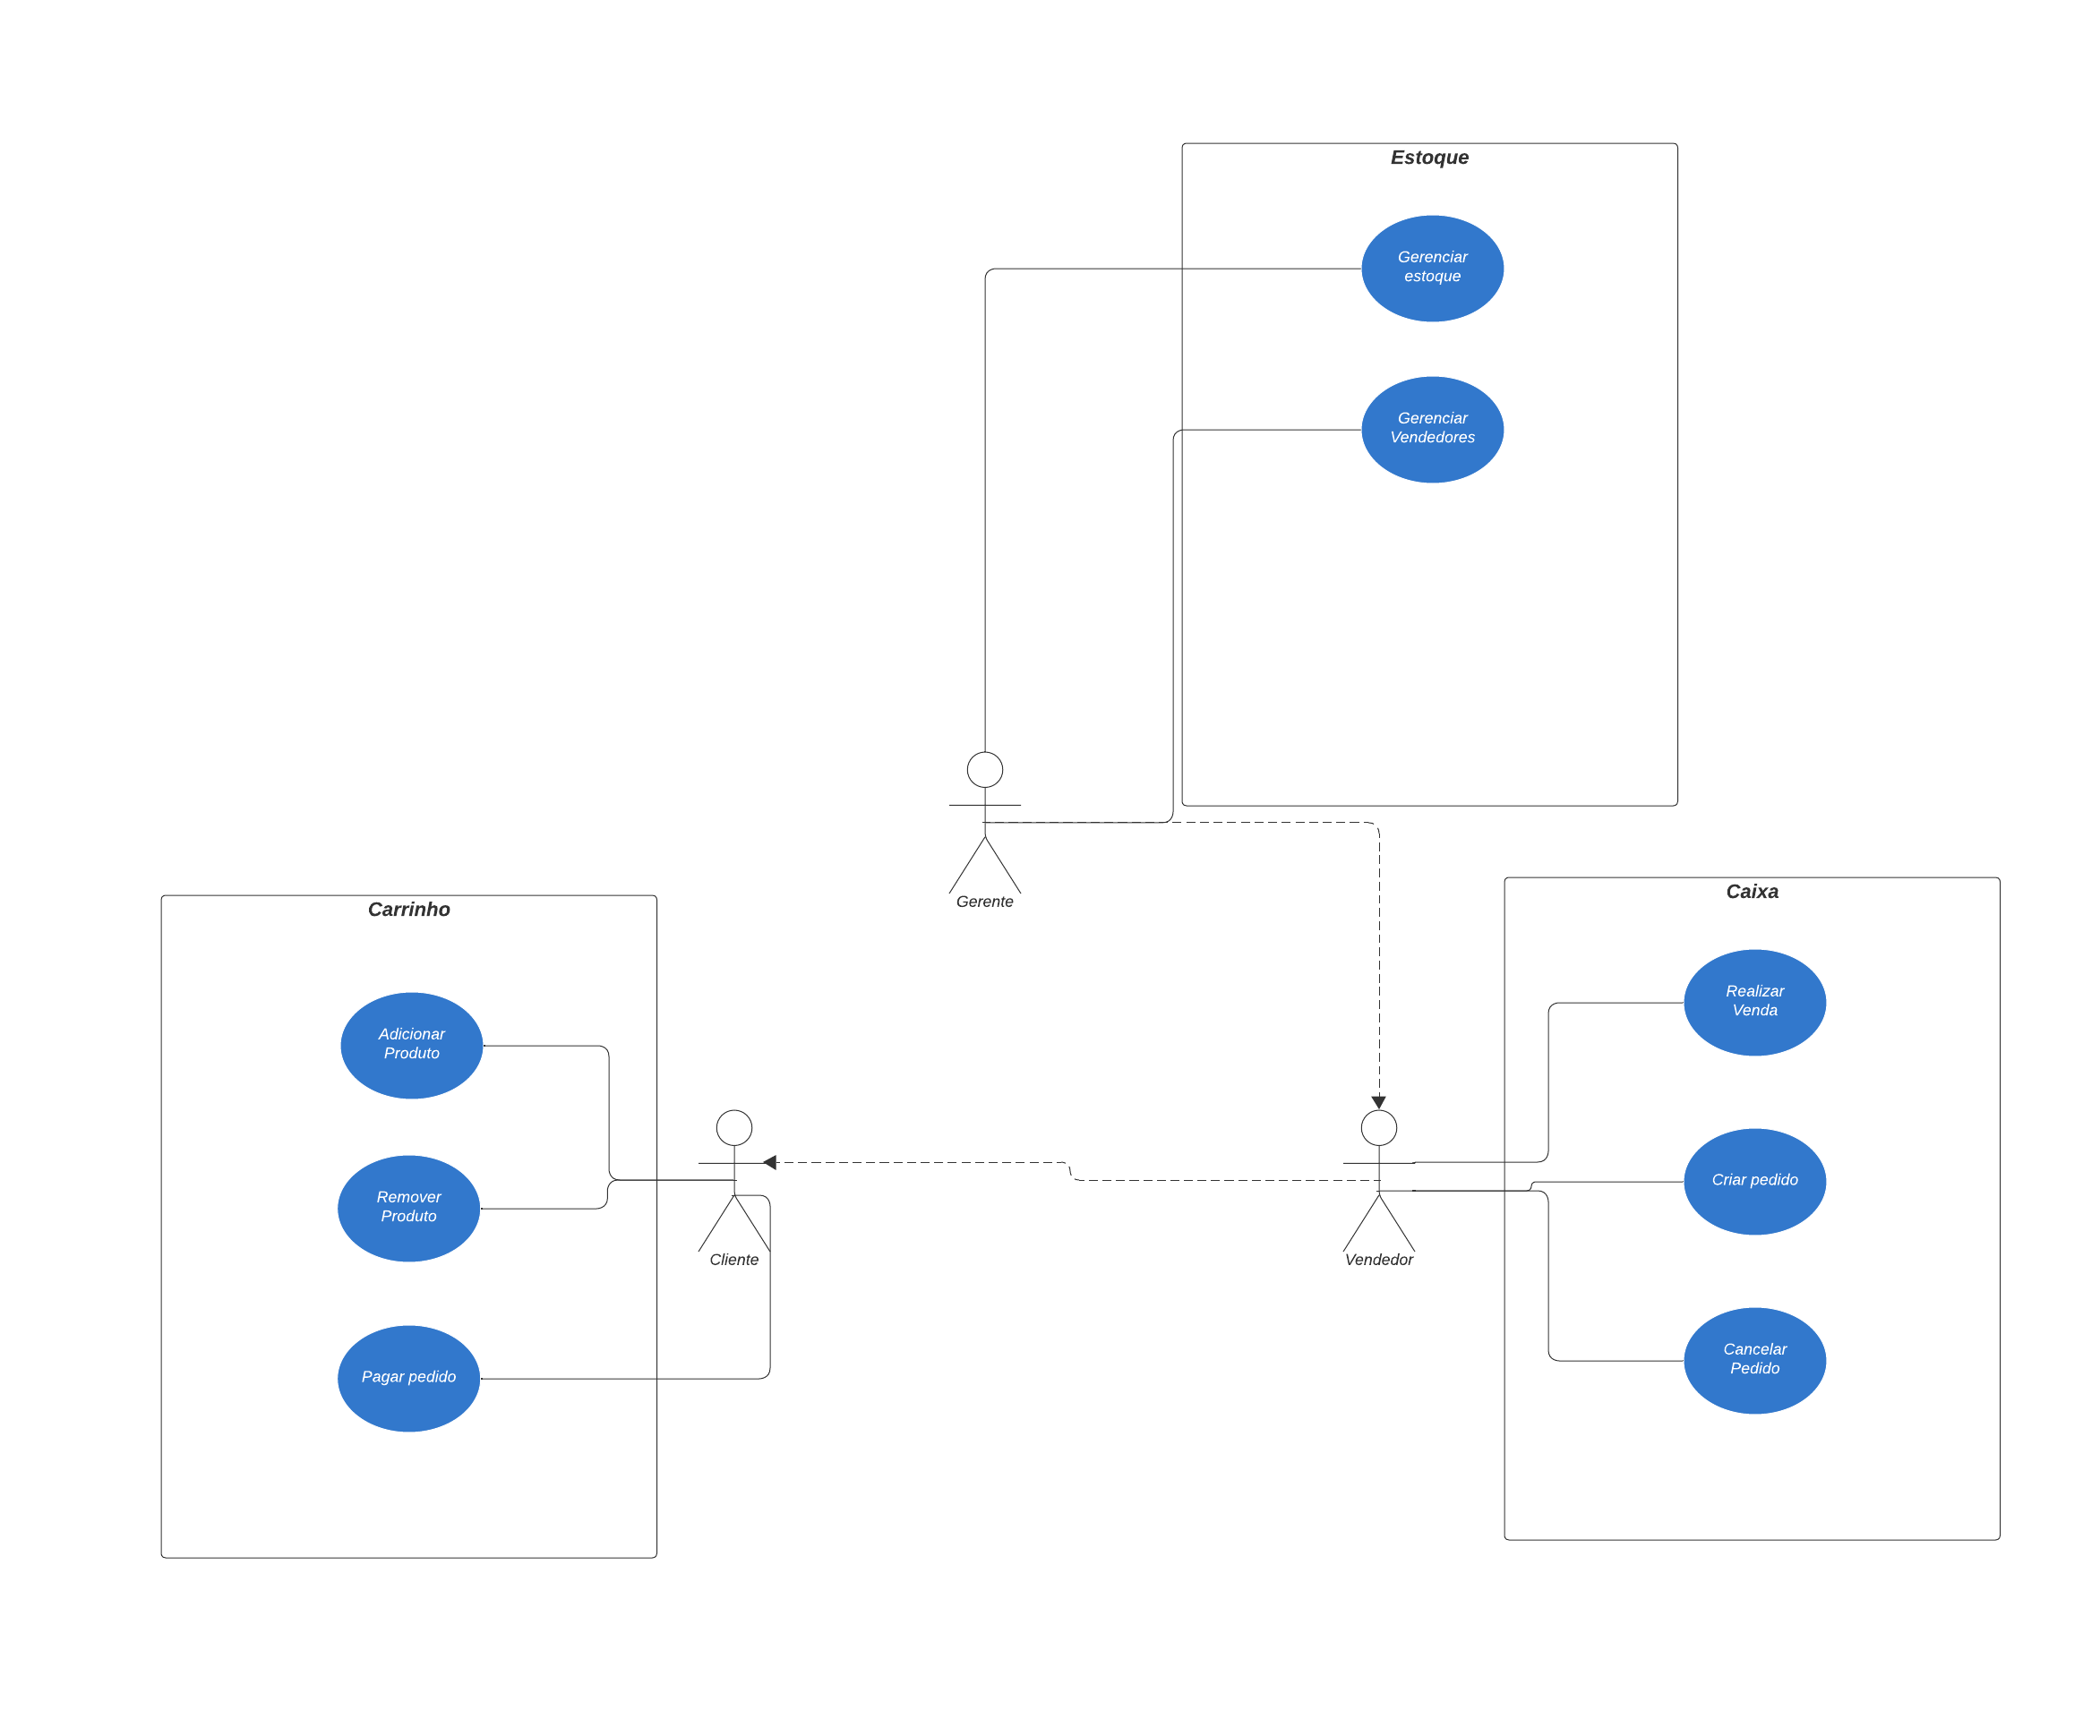 Estoque
Gerenciar
estoque
Gerenciar
Vendedores
Gerente
Carrinho
Adicionar
Produto
Remover
Produto
Pagar pedido
Cliente
Vendedor
Caixa
Realizar
Venda
Criar pedido
Cancelar
Pedido